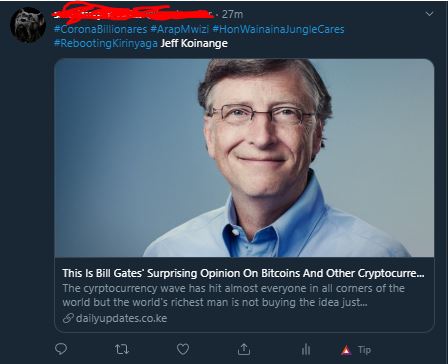 · 27m
#CoronaBillionares #ArapMwizi #HonWainainaJungleCares
#RebootingKirinyaga Jeff Koinange
This Is Bill Gates' Surprising Opinion On Bitcoins And Other Cryptocurre...
The cyrptocurrency wave has hit almost everyone in all corners of the
world but the world's richest man is not buying the idea just...
dailyupdates.co.ke
Tip